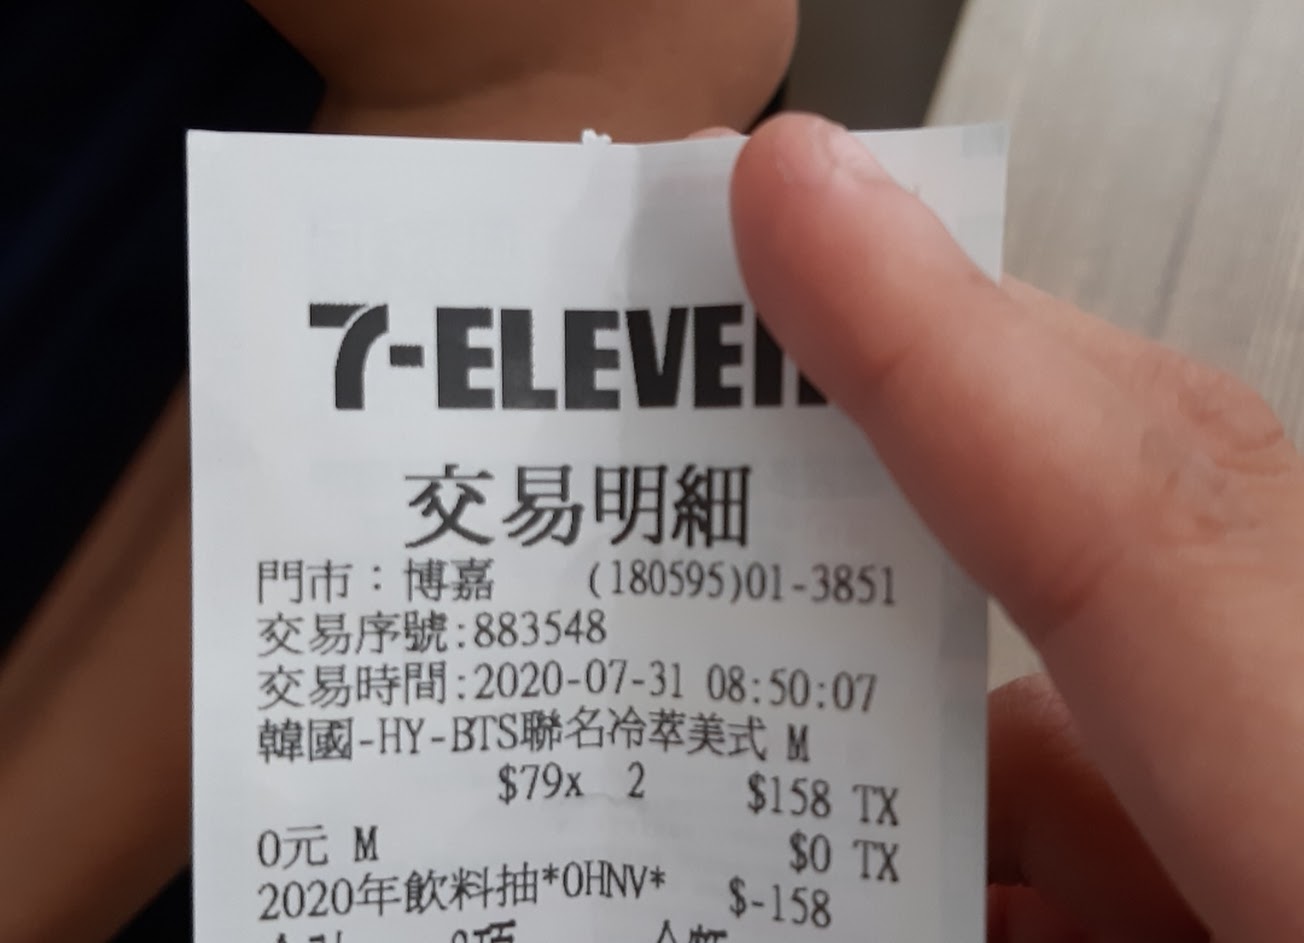 7-ELEVEn
交易明細
門市：博嘉 (180595)01-3851
交易序號:883548
交易時間:2020-07-31 08:50:07
韓國-HY-BTS聯名冷萃美式 M
$79x 2 $158 TX
0元 M $0 TX
2020年飲料抽*OHNV* $-158